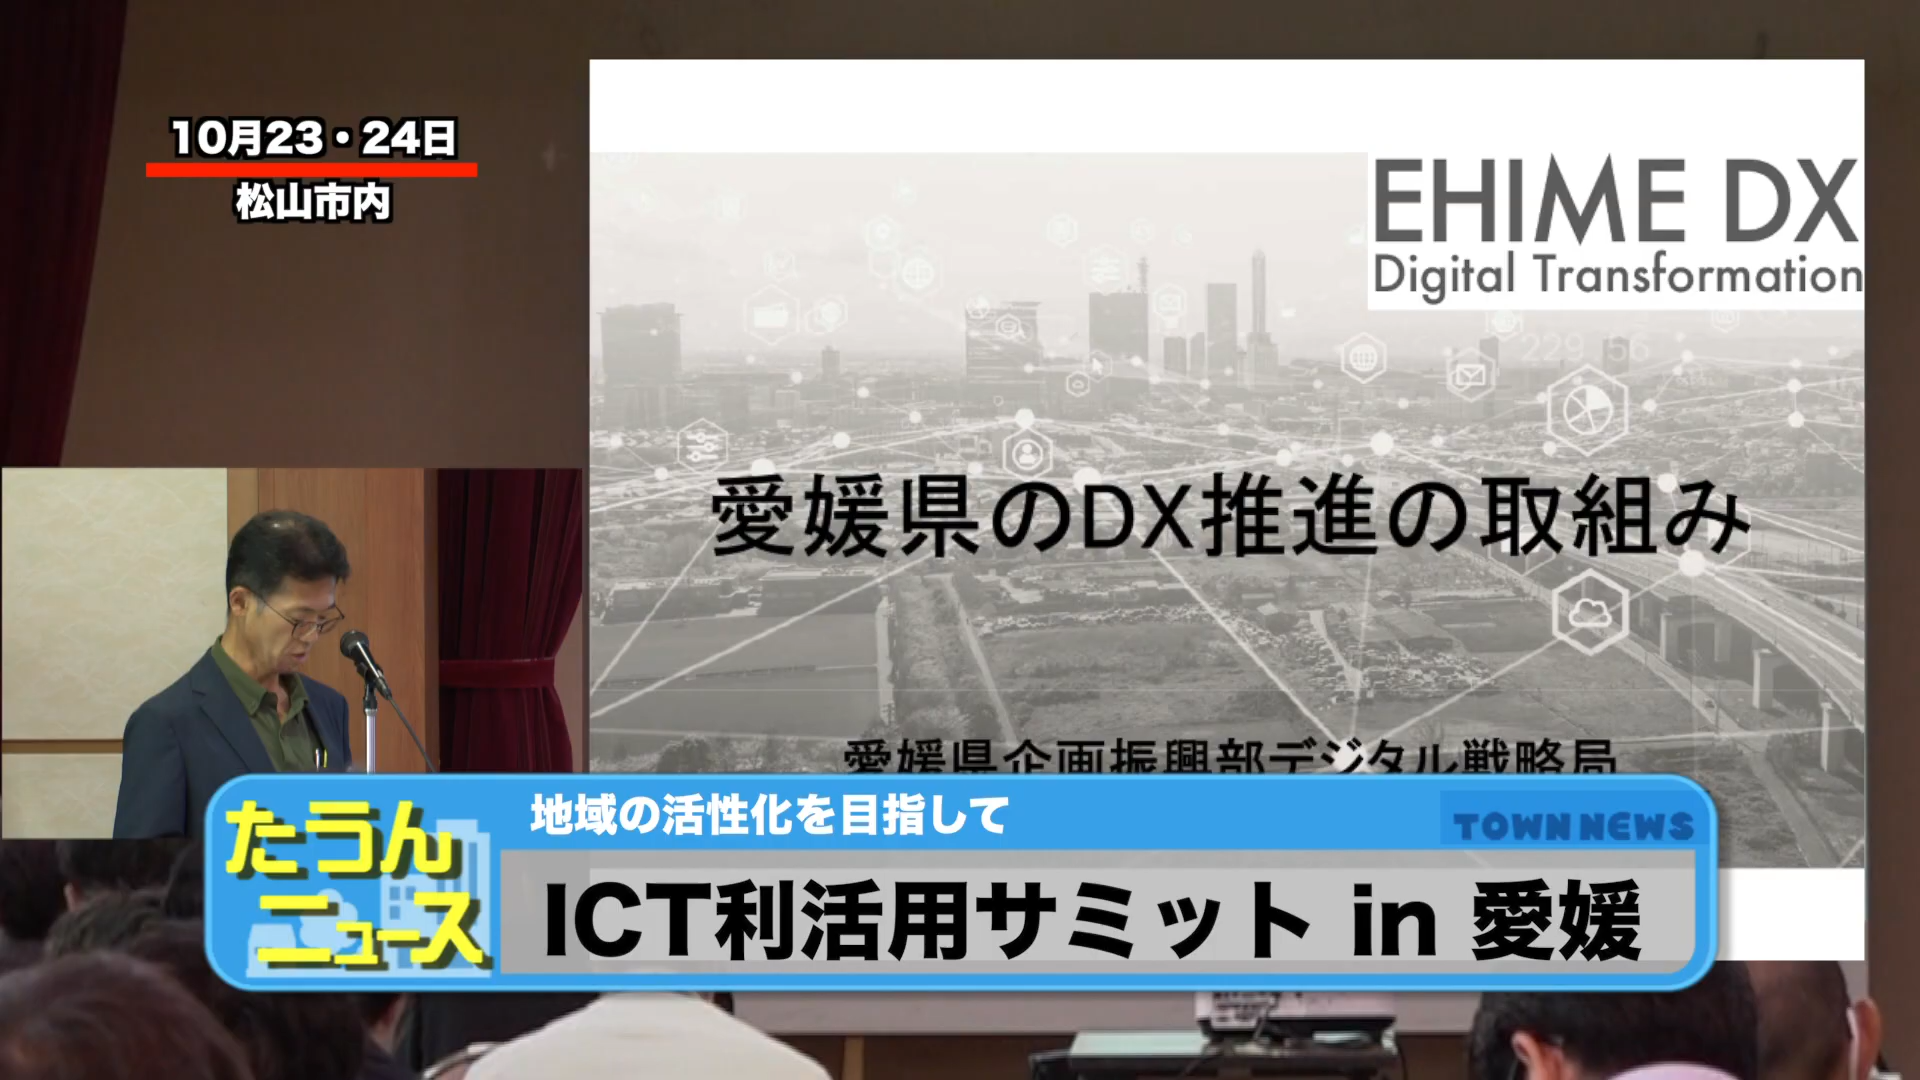 10月23・24日
松山市内
EHIME DX
Digital Transformation
229 56
愛媛県のDX推進の取組み
愛媛県企画振興部デジタル戦略局
たうん
ニュース
地域の活性化を目指して
TOWN NEWS
ICT利活用サミット in 愛媛